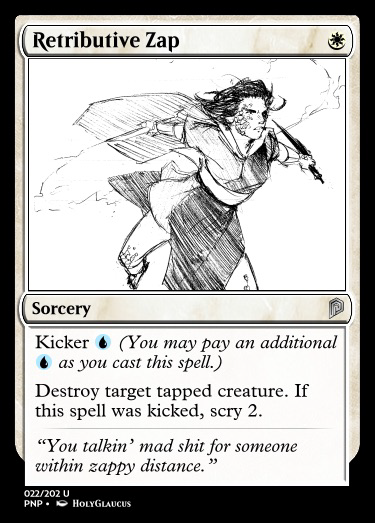 Retributive Zap
Sorcery
Kicker (You may pay an additional
as you cast this spell.)
Destroy target tapped creature. If
this spell was kicked, scry 2.
“You talkin’ mad shit for someone
within zappy distance.”
022/202 U
PNP • HolyGlaucus